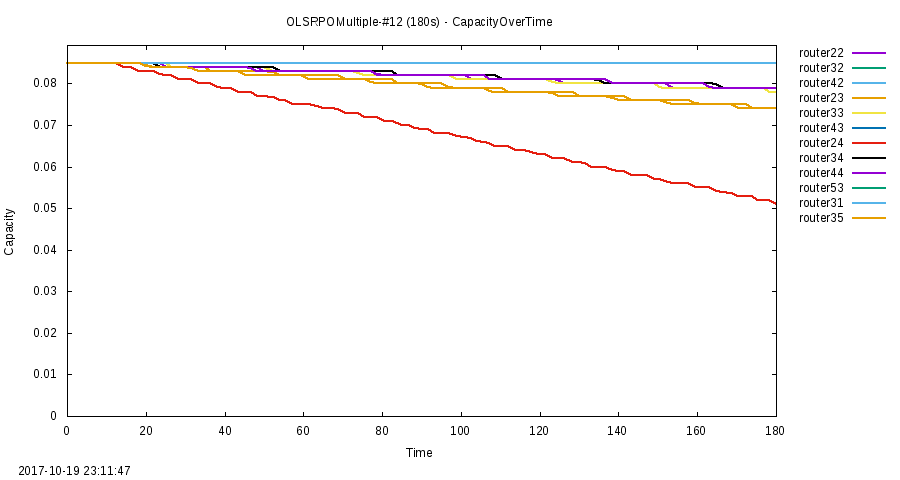 OLSRPOMultiple-#12 (180s) - CapacityOverTime
router22
router32
router42
router23
router33
router43
router24
router34
router44
router53
router31
router35
0.08
0.07
0.06
0.05
0.04
0.03
0.02
0.01
0
Capacity
0 20 40 60 80 100 120 140 160 180
Time
2017-10-19 23:11:47